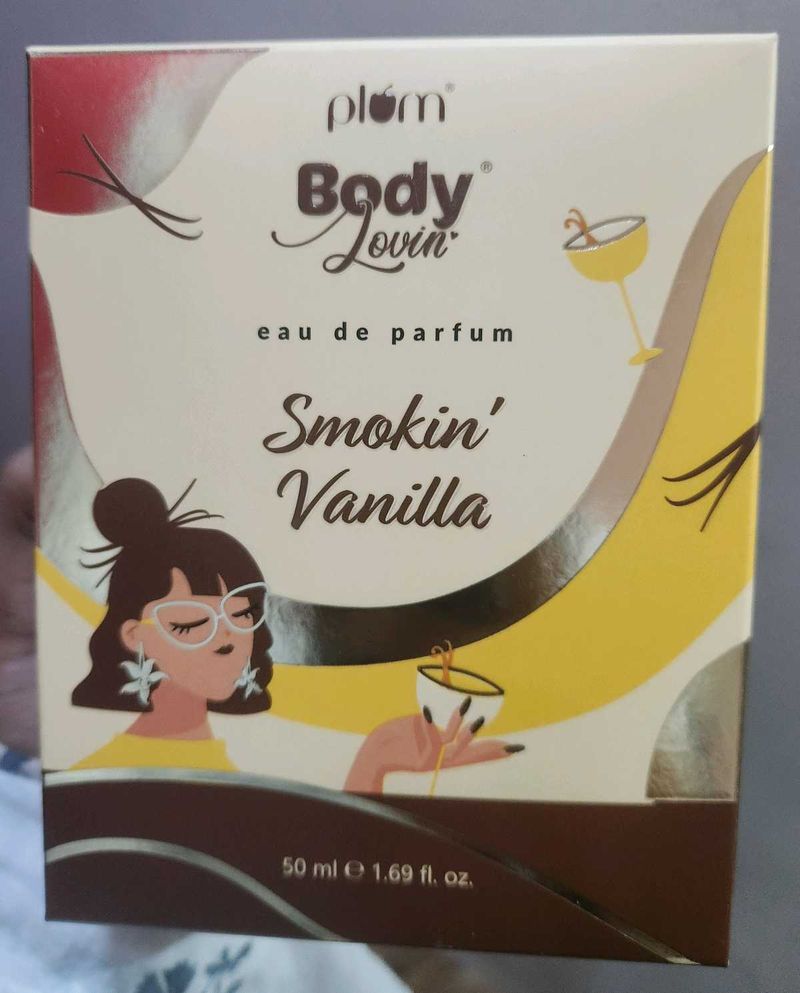 plum®
Body®
Lovin'
eau de parfum
Smokin'
Vanilla
50 ml ℮ 1.69 fl. oz.